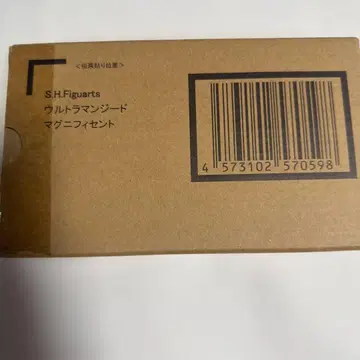 <伝票貼り位置>
S.H.Figuarts
ウルトラマンジード
マグニフィセント
4 573102 570598